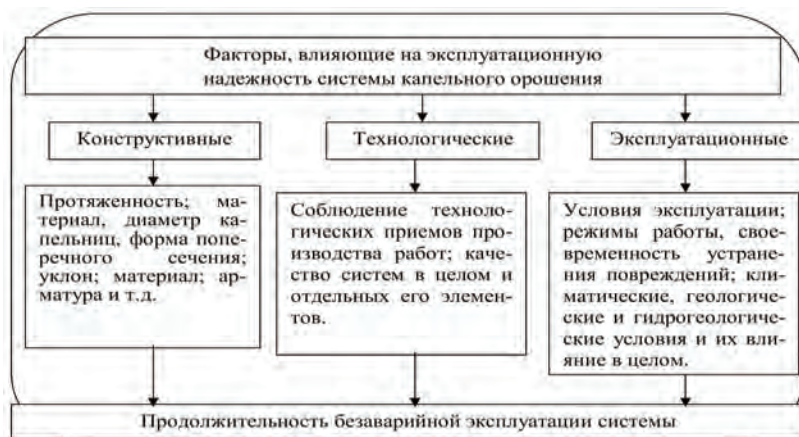 Факторы, влияющие на эксплуатационную
надежность системы капельного орошения
Конструктивные
Технологические
Эксплуатационные
Протяженность; ма-
териал, диаметр ка-
пельниц, форма попе-
речного сечения;
уклон; материал; ар-
матура и т.д.
Соблюдение техноло-
гических приемов про-
изводства работ; каче-
ство систем в целом и
отдельных его элемен-
тов.
Условия эксплуатации;
режимы работы, свое-
временность устране-
ния повреждений; кли-
матические, геологиче-
ские и гидрогеологиче-
ские условия и их вли-
яние в целом.
Продолжительность безаварийной эксплуатации системы